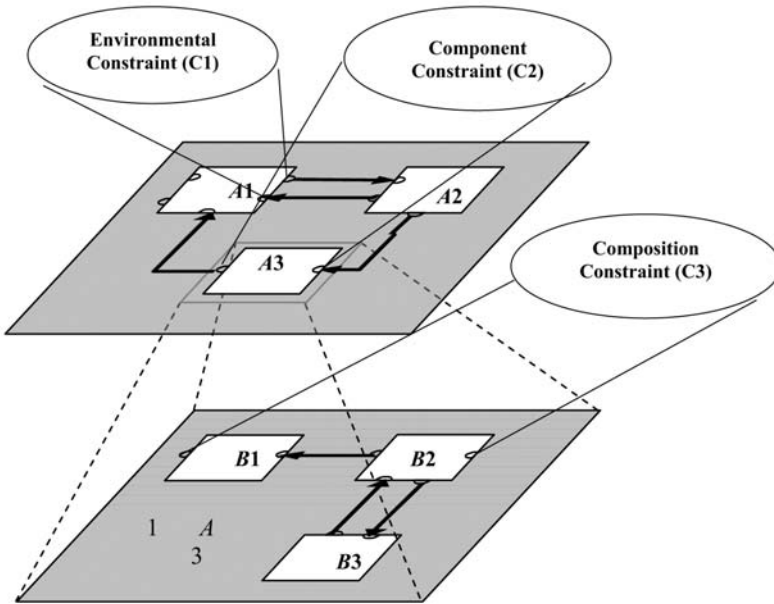 Environmental
Constraint (C1)
Component
Constraint (C2)
A1
A2
A3
Composition
Constraint (C3)
B1
B2
1 A
3
B3